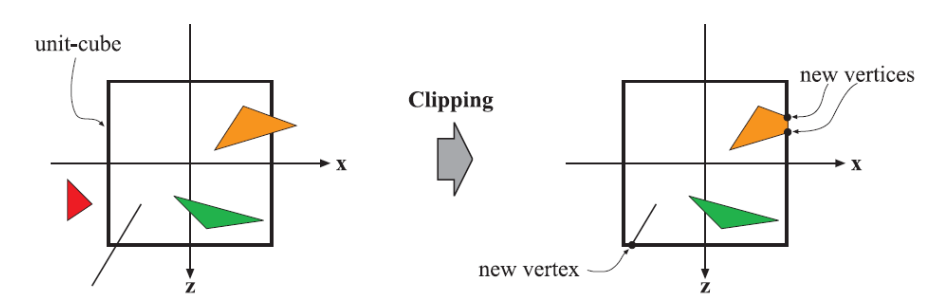 unit-cube
x
z
Clipping
new vertices
x
new vertex
z